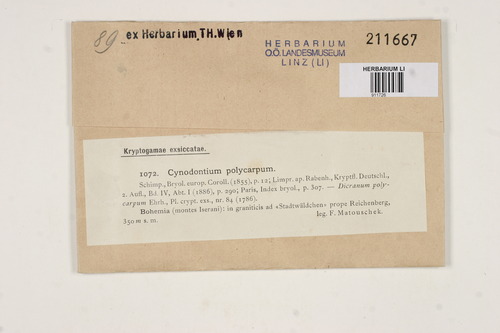 89
ex Herbarium TH. Wien
HERBARIUM
O.Ö. LANDESMUSEUM
LINZ (LI)
211667
HERBARIUM LI
Kryptogamae exsiccatae.
1072. Cynodontium polycarpum.
Schimp., Bryol. europ. Coroll. (1855), p. 12; Limpr. ap. Rabenh., Kryptfl. Deutschl.,
2. Aufl., Bd. IV, Abt. I (1886), p. 290; Paris, Index bryol., p. 307. — Dicranum poly-
carpum Ehrh., Pl. crypt. exs., nr. 84 (1786).
Bohemia (montes Iserani): in graniticis ad «Stadtwäldchen» prope Reichenberg,
350 m s. m.
leg. F. Matouschek.